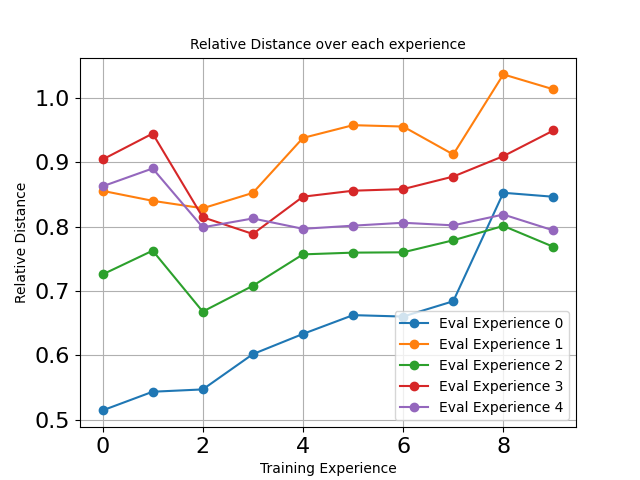 Relative Distance over each experience
1.0
0.9
0.8
0.7
0.6
0.5
Relative Distance
0
2
4
6
8
Training Experience
Eval Experience 0
Eval Experience 1
Eval Experience 2
Eval Experience 3
Eval Experience 4